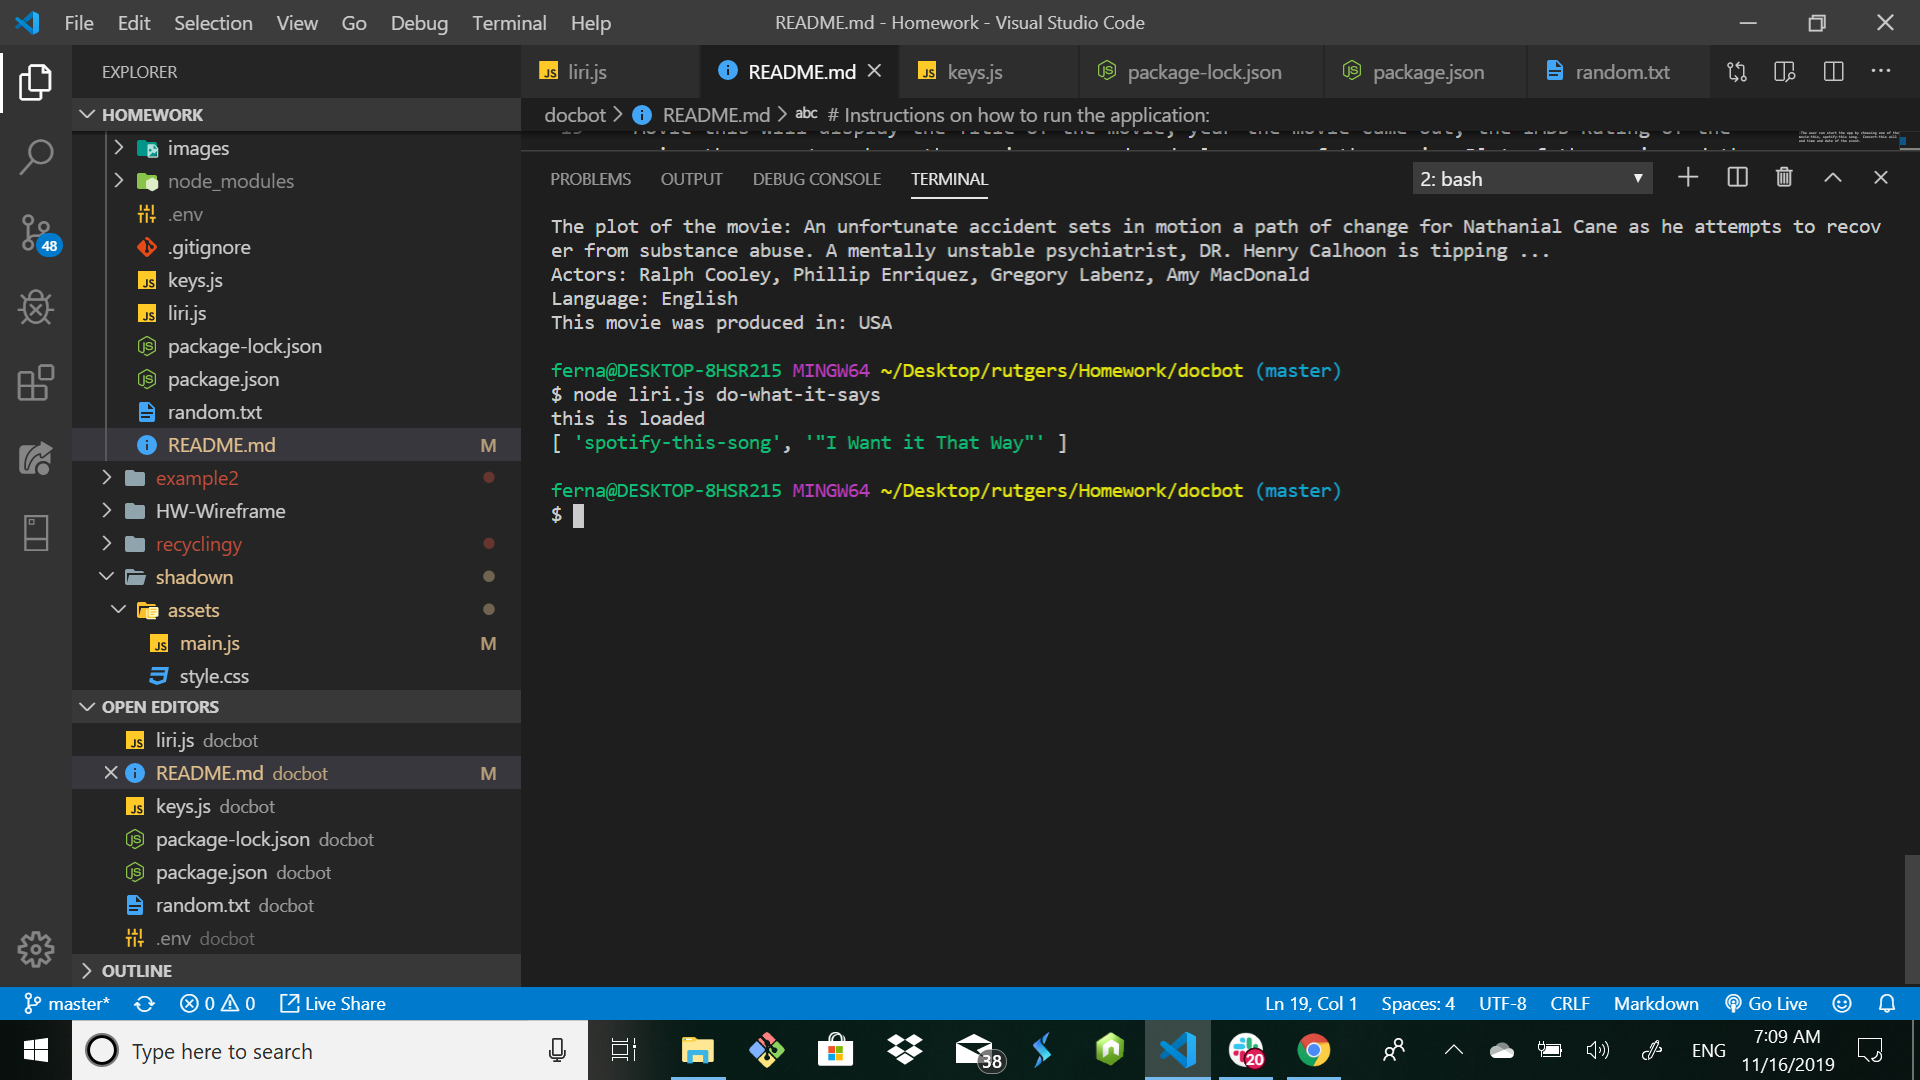 File Edit Selection View Go Debug Terminal Help
README.md - Homework - Visual Studio Code
EXPLORER
HOMEWORK
images
node_modules
.env
.gitignore
keys.js
liri.js
package-lock.json
package.json
random.txt
README.md M
example2
HW-Wireframe
recyclingy
shadown
assets
main.js M
style.css
OPEN EDITORS
liri.js docbot
README.md docbot M
keys.js docbot
package-lock.json docbot
package.json docbot
random.txt docbot
.env docbot
OUTLINE
48
liri.js README.md keys.js package-lock.json package.json random.txt
docbot > README.md > abc # Instructions on how to run the application:
PROBLEMS OUTPUT DEBUG CONSOLE TERMINAL 2: bash
The plot of the movie: An unfortunate accident sets in motion a path of change for Nathanial Cane as he attempts to recov
er from substance abuse. A mentally unstable psychiatrist, DR. Henry Calhoon is tipping ...
Actors: Ralph Cooley, Phillip Enriquez, Gregory Labenz, Amy MacDonald
Language: English
This movie was produced in: USA
ferna@DESKTOP-8HSR215 MINGW64 ~/Desktop/rutgers/Homework/docbot (master)
$ node liri.js do-what-it-says
this is loaded
[ 'spotify-this-song', '"I Want it That Way"' ]
ferna@DESKTOP-8HSR215 MINGW64 ~/Desktop/rutgers/Homework/docbot (master)
$
master* 0 0 Live Share Ln 19, Col 1 Spaces: 4 UTF-8 CRLF Markdown Go Live
Type here to search
38
20
ENG
7:09 AM
11/16/2019